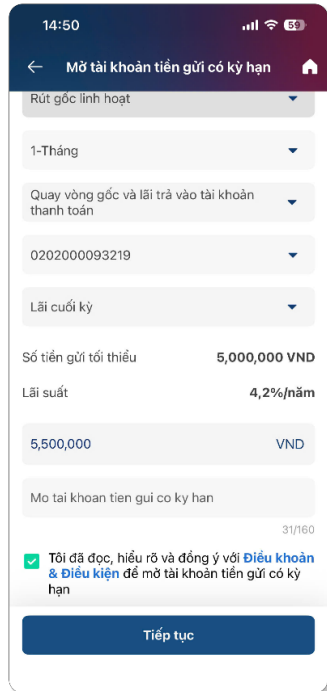 14:50
59
Mở tài khoản tiền gửi có kỳ hạn
Rút gốc linh hoạt
1-Tháng
Quay vòng gốc và lãi trả vào tài khoản
thanh toán
0202000093219
Lãi cuối kỳ
Số tiền gửi tối thiểu 5,000,000 VND
Lãi suất 4,2%/năm
5,500,000 VND
Mo tai khoan tien gui co ky han
31/160
Tôi đã đọc, hiểu rõ và đồng ý với Điều khoản
& Điều kiện để mở tài khoản tiền gửi có kỳ
hạn
Tiếp tục